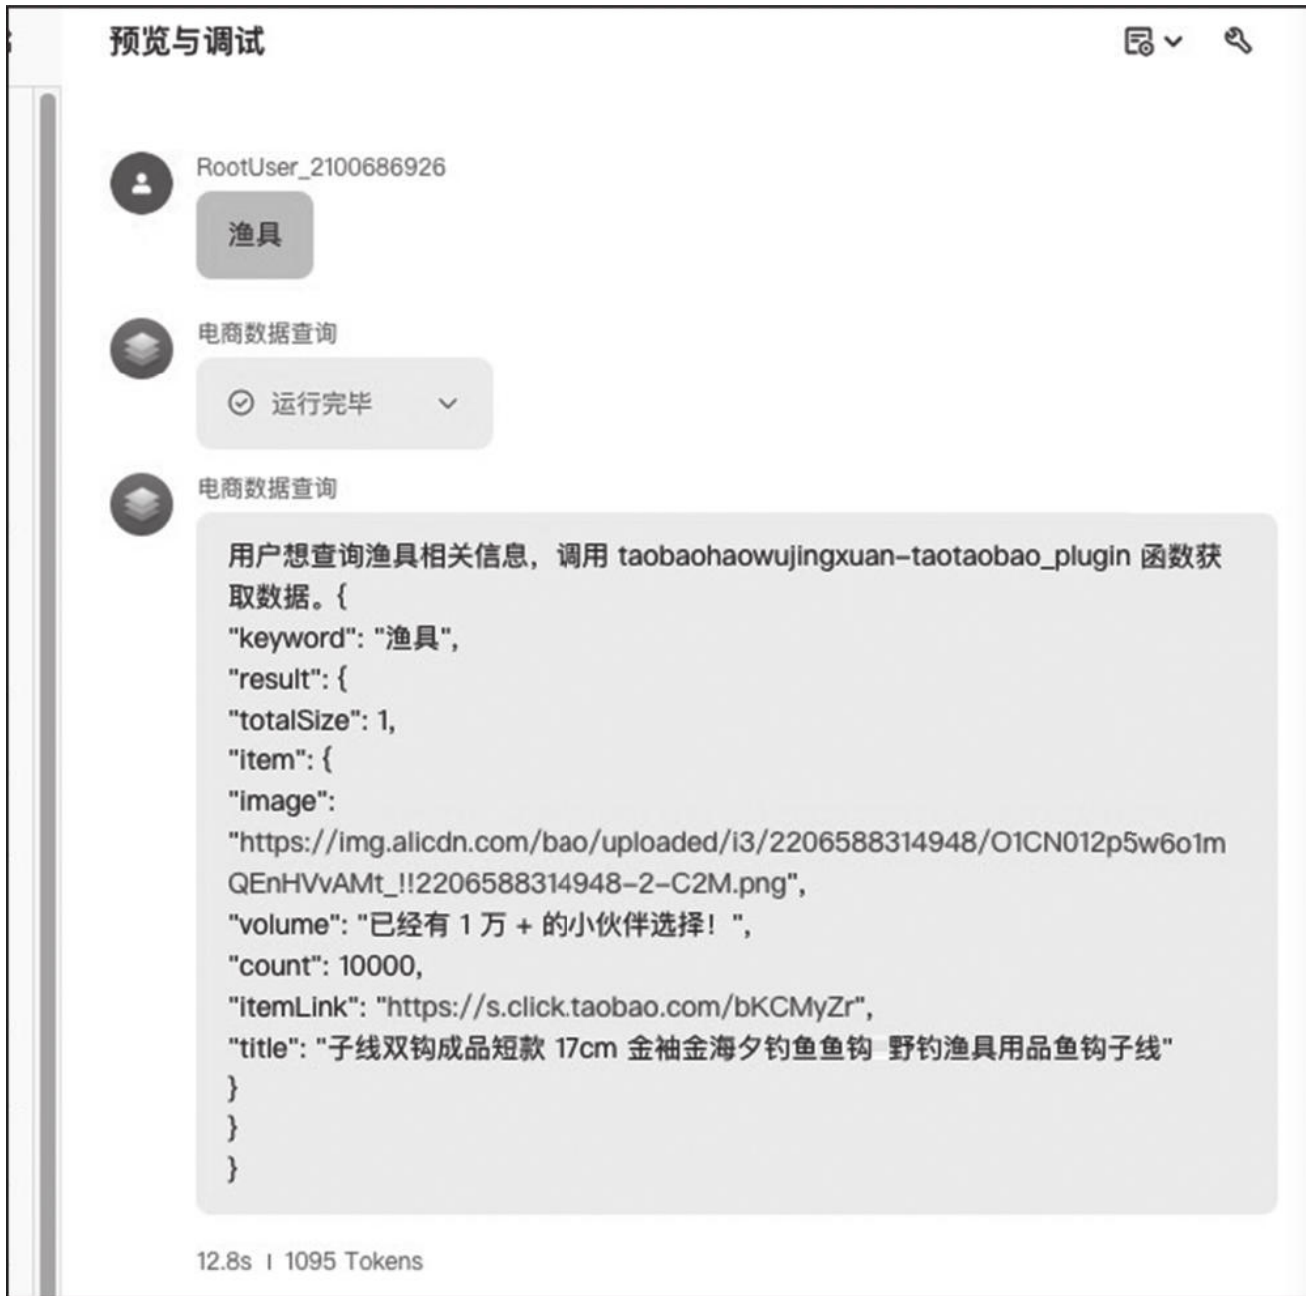 预览与调试
RootUser_2100686926
渔具
电商数据查询
运行完毕
电商数据查询
用户想查询渔具相关信息，调用 taobaohaowujingxuan-taotaobao_plugin 函数获
取数据。{
"keyword": "渔具",
"result": {
"totalSize": 1,
"item": {
"image":
"https://img.alicdn.com/bao/uploaded/i3/2206588314948/O1CN012p5w6o1m
QEnHVvAMt_!!2206588314948-2-C2M.png",
"volume": "已经有 1 万 + 的小伙伴选择！",
"count": 10000,
"itemLink": "https://s.click.taobao.com/bKCMyZr",
"title": "子线双钩成品短款 17cm 金袖金海夕钓鱼鱼钩 野钓渔具用品鱼钩子线"
}
}
}
12.8s | 1095 Tokens